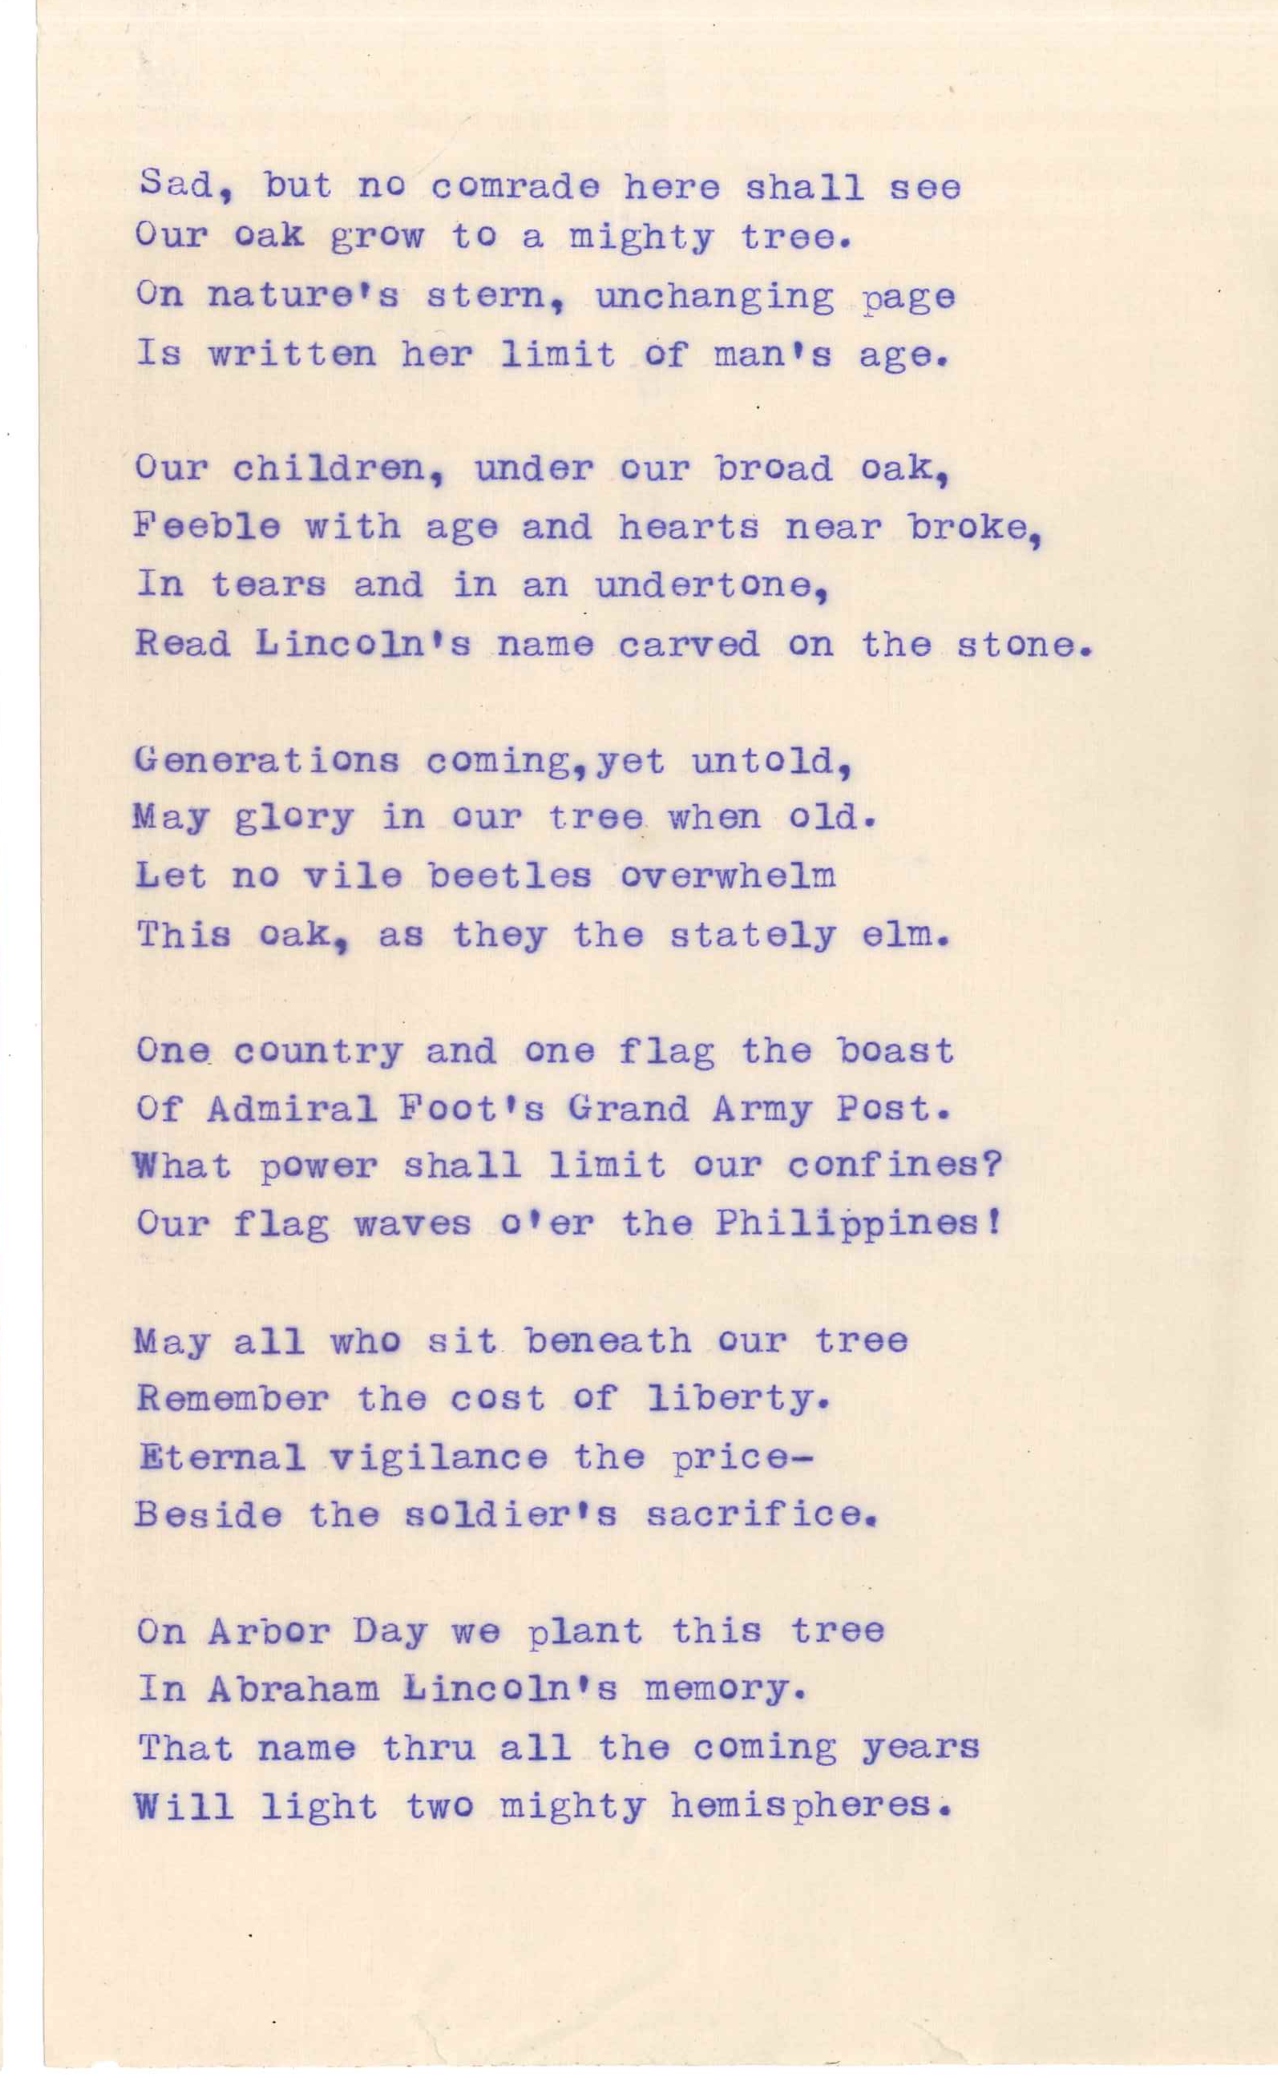 Sad, but no comrade here shall see
Our oak grow to a mighty tree.
On nature's stern, unchanging page
Is written her limit of man's age.

Our children, under our broad oak,
Feeble with age and hearts near broke,
In tears and in an undertone,
Read Lincoln's name carved on the stone.

Generations coming,yet untold,
May glory in our tree when old.
Let no vile beetles overwhelm
This oak, as they the stately elm.

One country and one flag the boast
Of Admiral Foot's Grand Army Post.
What power shall limit our confines?
Our flag waves o'er the Philippines!

May all who sit beneath our tree
Remember the cost of liberty.
Eternal vigilance the price-
Beside the soldier's sacrifice.

On Arbor Day we plant this tree
In Abraham Lincoln's memory.
That name thru all the coming years
Will light two mighty hemispheres.